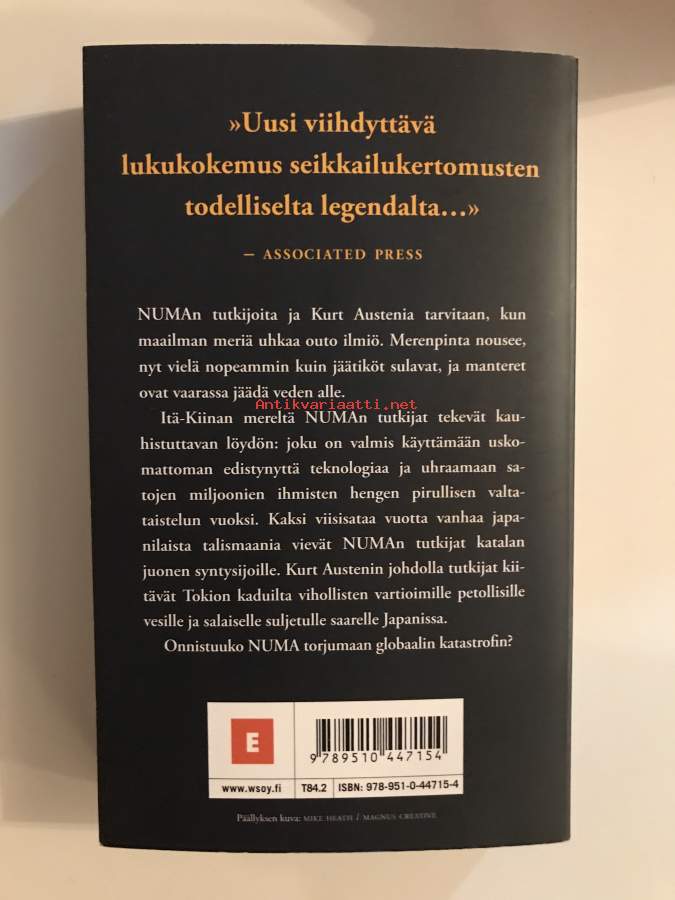 »Uusi viihdyttävä
lukukokemus seikkailukertomusten
todelliselta legendalta…»
– ASSOCIATED PRESS
NUMAn tutkijoita ja Kurt Austenia tarvitaan, kun
maailman meriä uhkaa outo ilmiö. Merenpinta nousee,
nyt vielä nopeammin kuin jäätiköt sulavat, ja manteret
ovat vaarassa jäädä veden alle.
Antikvariaatti.net
Itä-Kiinan mereltä NUMAn tutkijat tekevät kau-
histuttavan löydön: joku on valmis käyttämään usko-
mattoman edistynyttä teknologiaa ja uhraamaan sa-
tojen miljoonien ihmisten hengen pirullisen valta-
taistelun vuoksi. Kaksi viisisataa vuotta vanhaa japa-
nilaista talismaania vievät NUMAn tutkijat katalan
juonen syntysijoille. Kurt Austenin johdolla tutkijat kii-
tävät Tokion kaduilta vihollisten vartioimille petollisille
vesille ja salaiselle suljetulle saarelle Japanissa.
Onnistuuko NUMA torjumaan globaalin katastrofin?
E
9 789510 447154
www.wsoy.fi T84.2 ISBN: 978-951-0-44715-4
Päällyksen kuva: MIKE HEATH / MAGNUS CREATIVE